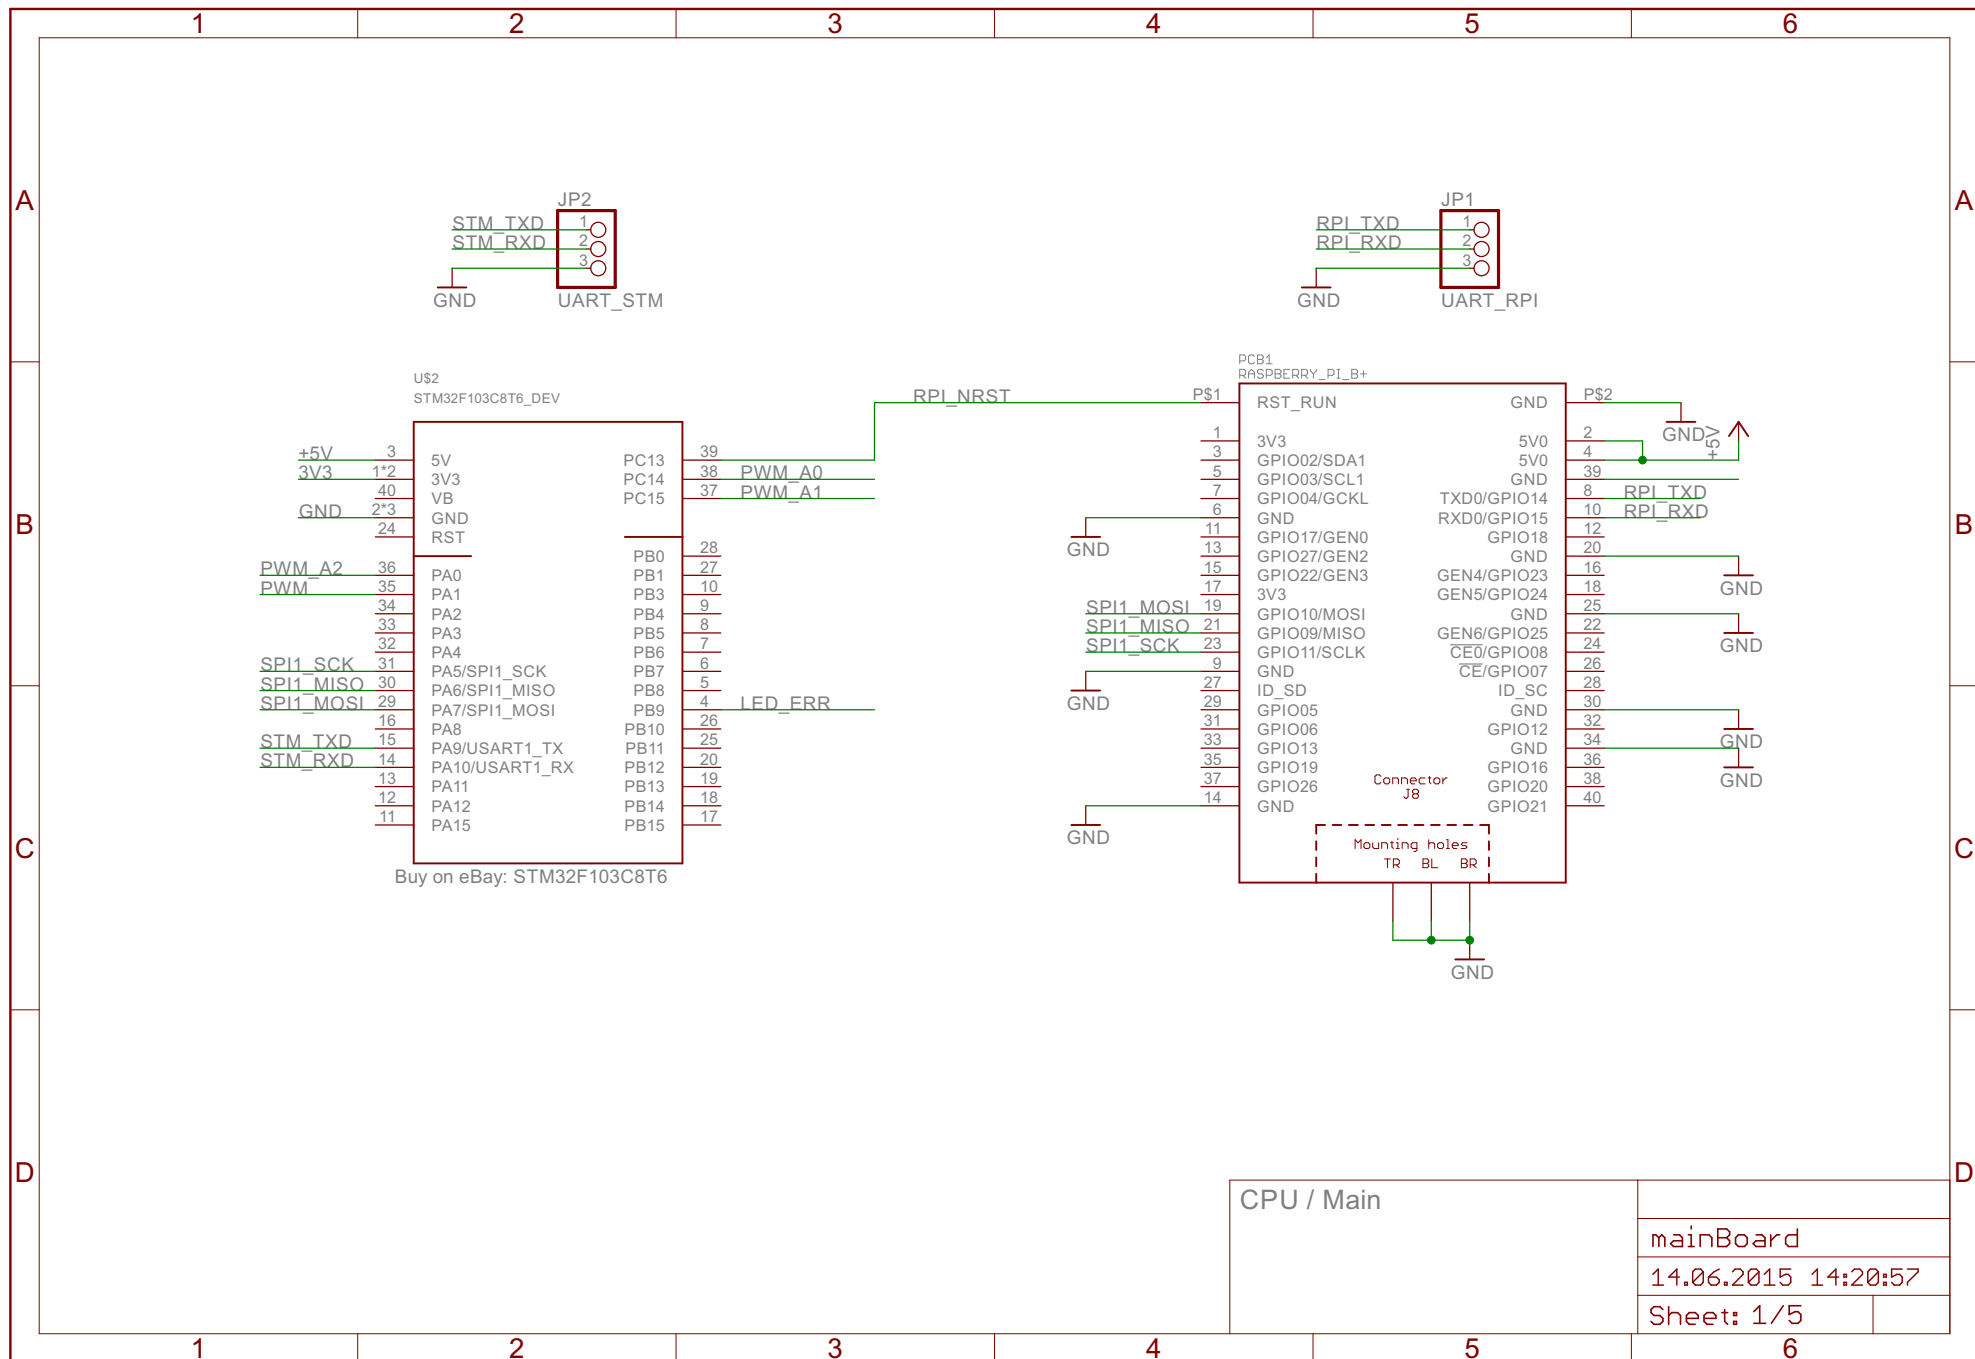 1 2 3 4 5 6
A A
JP2 JP1
STM_TXD 1 RPI_TXD 1
STM_RXD 2 RPI_RXD 2
3 3
GND UART_STM GND UART_RPI
PCB1
RASPBERRY_PI_B+
U$2
STM32F103C8T6_DEV
RPI_NRST
+5V 3 5V PC13 39
3V3 1*2 3V3 PC14 38 PWM_A0
40 VB PC15 37 PWM_A1
GND 2*3 GND
24 RST
PB0 28
PWM_A2 36 PA0 PB1 27
PWM 35 PA1 PB3 10
34 PA2 PB4 9
33 PA3 PB5 8
32 PA4 PB6 7
SPI1_SCK 31 PA5/SPI1_SCK PB7 6
SPI1_MISO 30 PA6/SPI1_MISO PB8 5
SPI1_MOSI 29 PA7/SPI1_MOSI PB9 4 LED_ERR
16 PA8 PB10 26
STM_TXD 15 PA9/USART1_TX PB11 25
STM_RXD 14 PA10/USART1_RX PB12 20
13 PA11 PB13 19
12 PA12 PB14 18
11 PA15 PB15 17
Buy on eBay: STM32F103C8T6
P$1 RST_RUN GND P$2
GND +5V
1 3V3 5V0 2
3 GPIO02/SDA1 5V0 4
5 GPIO03/SCL1 GND 39
7 GPIO04/GCKL TXD0/GPIO14 8 RPI_TXD
6 GND RXD0/GPIO15 10 RPI_RXD
11 GPIO17/GEN0 GPIO18 12
GND
13 GPIO27/GEN2 GND 20
15 GPIO22/GEN3 GEN4/GPIO23 16
17 3V3 GEN5/GPIO24 18 GND
SPI1_MOSI 19 GPIO10/MOSI GND 25
SPI1_MISO 21 GPIO09/MISO GEN6/GPIO25 22
SPI1_SCK 23 GPIO11/SCLK CE0/GPIO08 24 GND
9 GND CE/GPIO07 26
27 ID_SD ID_SC 28
GND
29 GPIO05 GND 30
31 GPIO06 GPIO12 32
33 GPIO13 GND 34 GND
35 GPIO19 GPIO16 36
37 GPIO26 GPIO20 38 GND
14 GND GPIO21 40
GND
Connector
J8
Mounting holes
TR BL BR
GND
B B
C C
D D
CPU / Main
mainBoard
14.06.2015 14:20:57
Sheet: 1/5
1 2 3 4 5 6